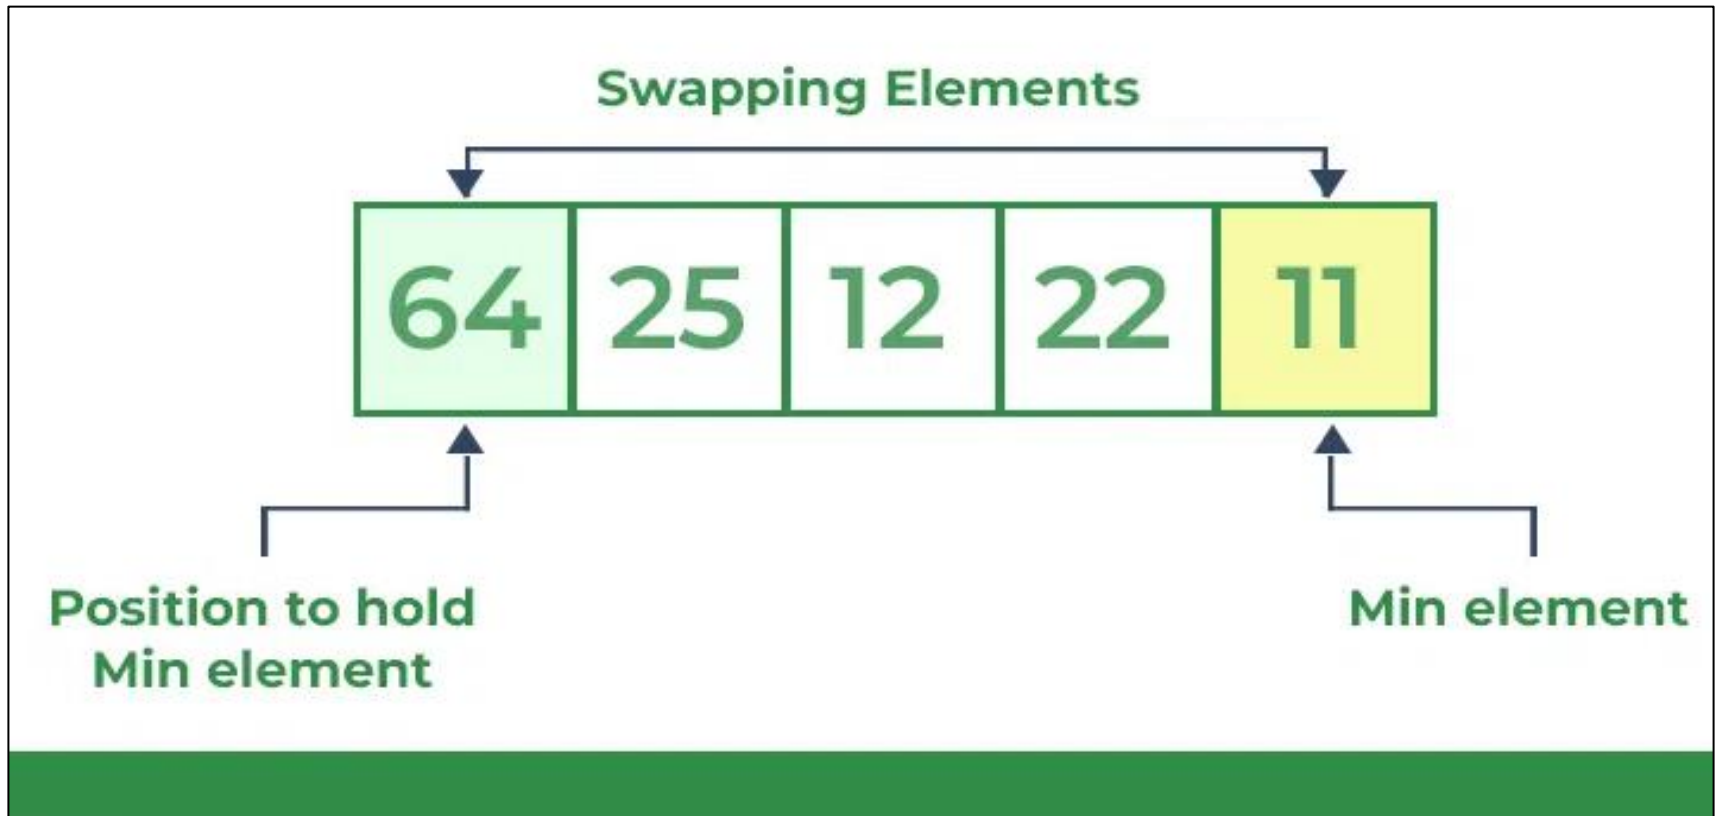 Swapping Elements
64 25 12 22 11
Position to hold
Min element
Min element